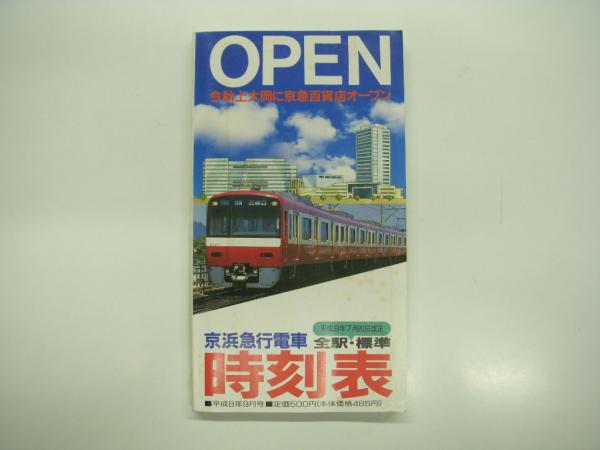 OPEN
今秋上大岡に京急百貨店オープン
三崎口
平成8年7月20日改正
京浜急行電車 全駅・標準
時刻表
■平成8年9月号 ■定価500円(本体価格485円)